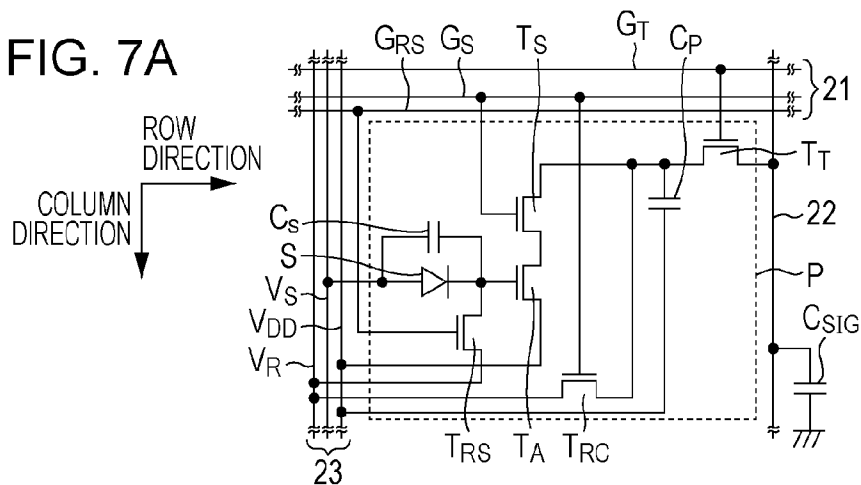 FIG. 7A
G_RS G_S T_S G_T C_P
21
ROW DIRECTION
T_T
COLUMN DIRECTION
C_S
22
S
P
V_S
V_DD
C_SIG
V_R
T_RS T_A T_RC
23